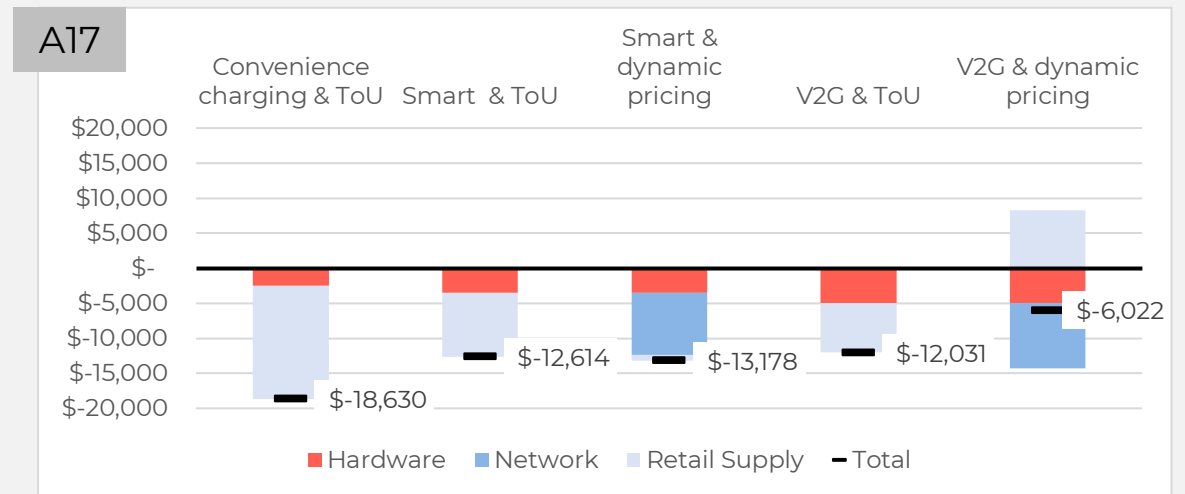 A17
Convenience
charging & ToU
Smart & ToU
Smart &
dynamic
pricing
V2G & ToU
V2G & dynamic
pricing
$20,000
$15,000
$10,000
$5,000
$-
$-5,000
$-10,000
$-15,000
$-20,000
$-18,630
$-12,614
$-13,178
$-12,031
$-6,022
Hardware Network Retail Supply Total